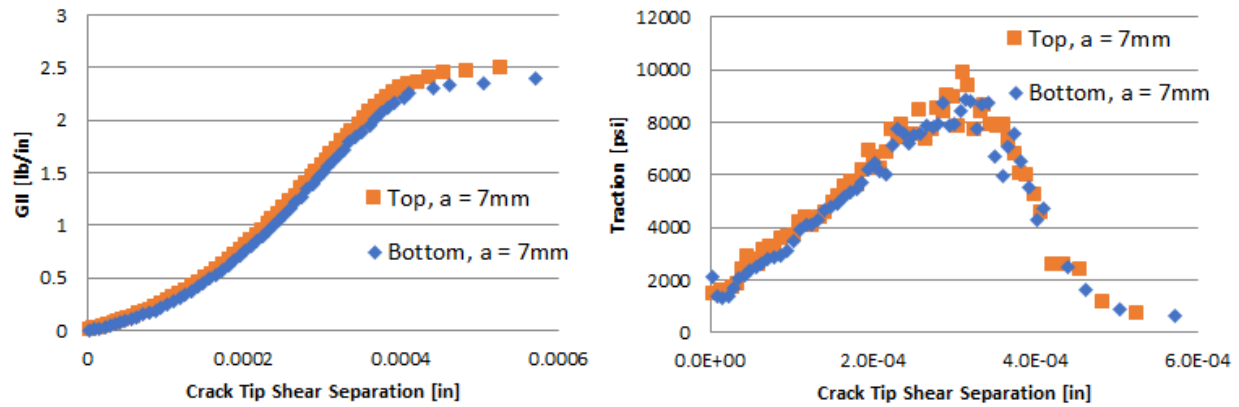 3
2.5
2
1.5
1
0.5
0
GII [lb/in]
Top, a = 7mm
Bottom, a = 7mm
0 0.0002 0.0004 0.0006
Crack Tip Shear Separation [in]
12000
10000
8000
6000
4000
2000
0
Traction [psi]
Top, a = 7mm
Bottom, a = 7mm
0.0E+00 2.0E-04 4.0E-04 6.0E-04
Crack Tip Shear Separation [in]